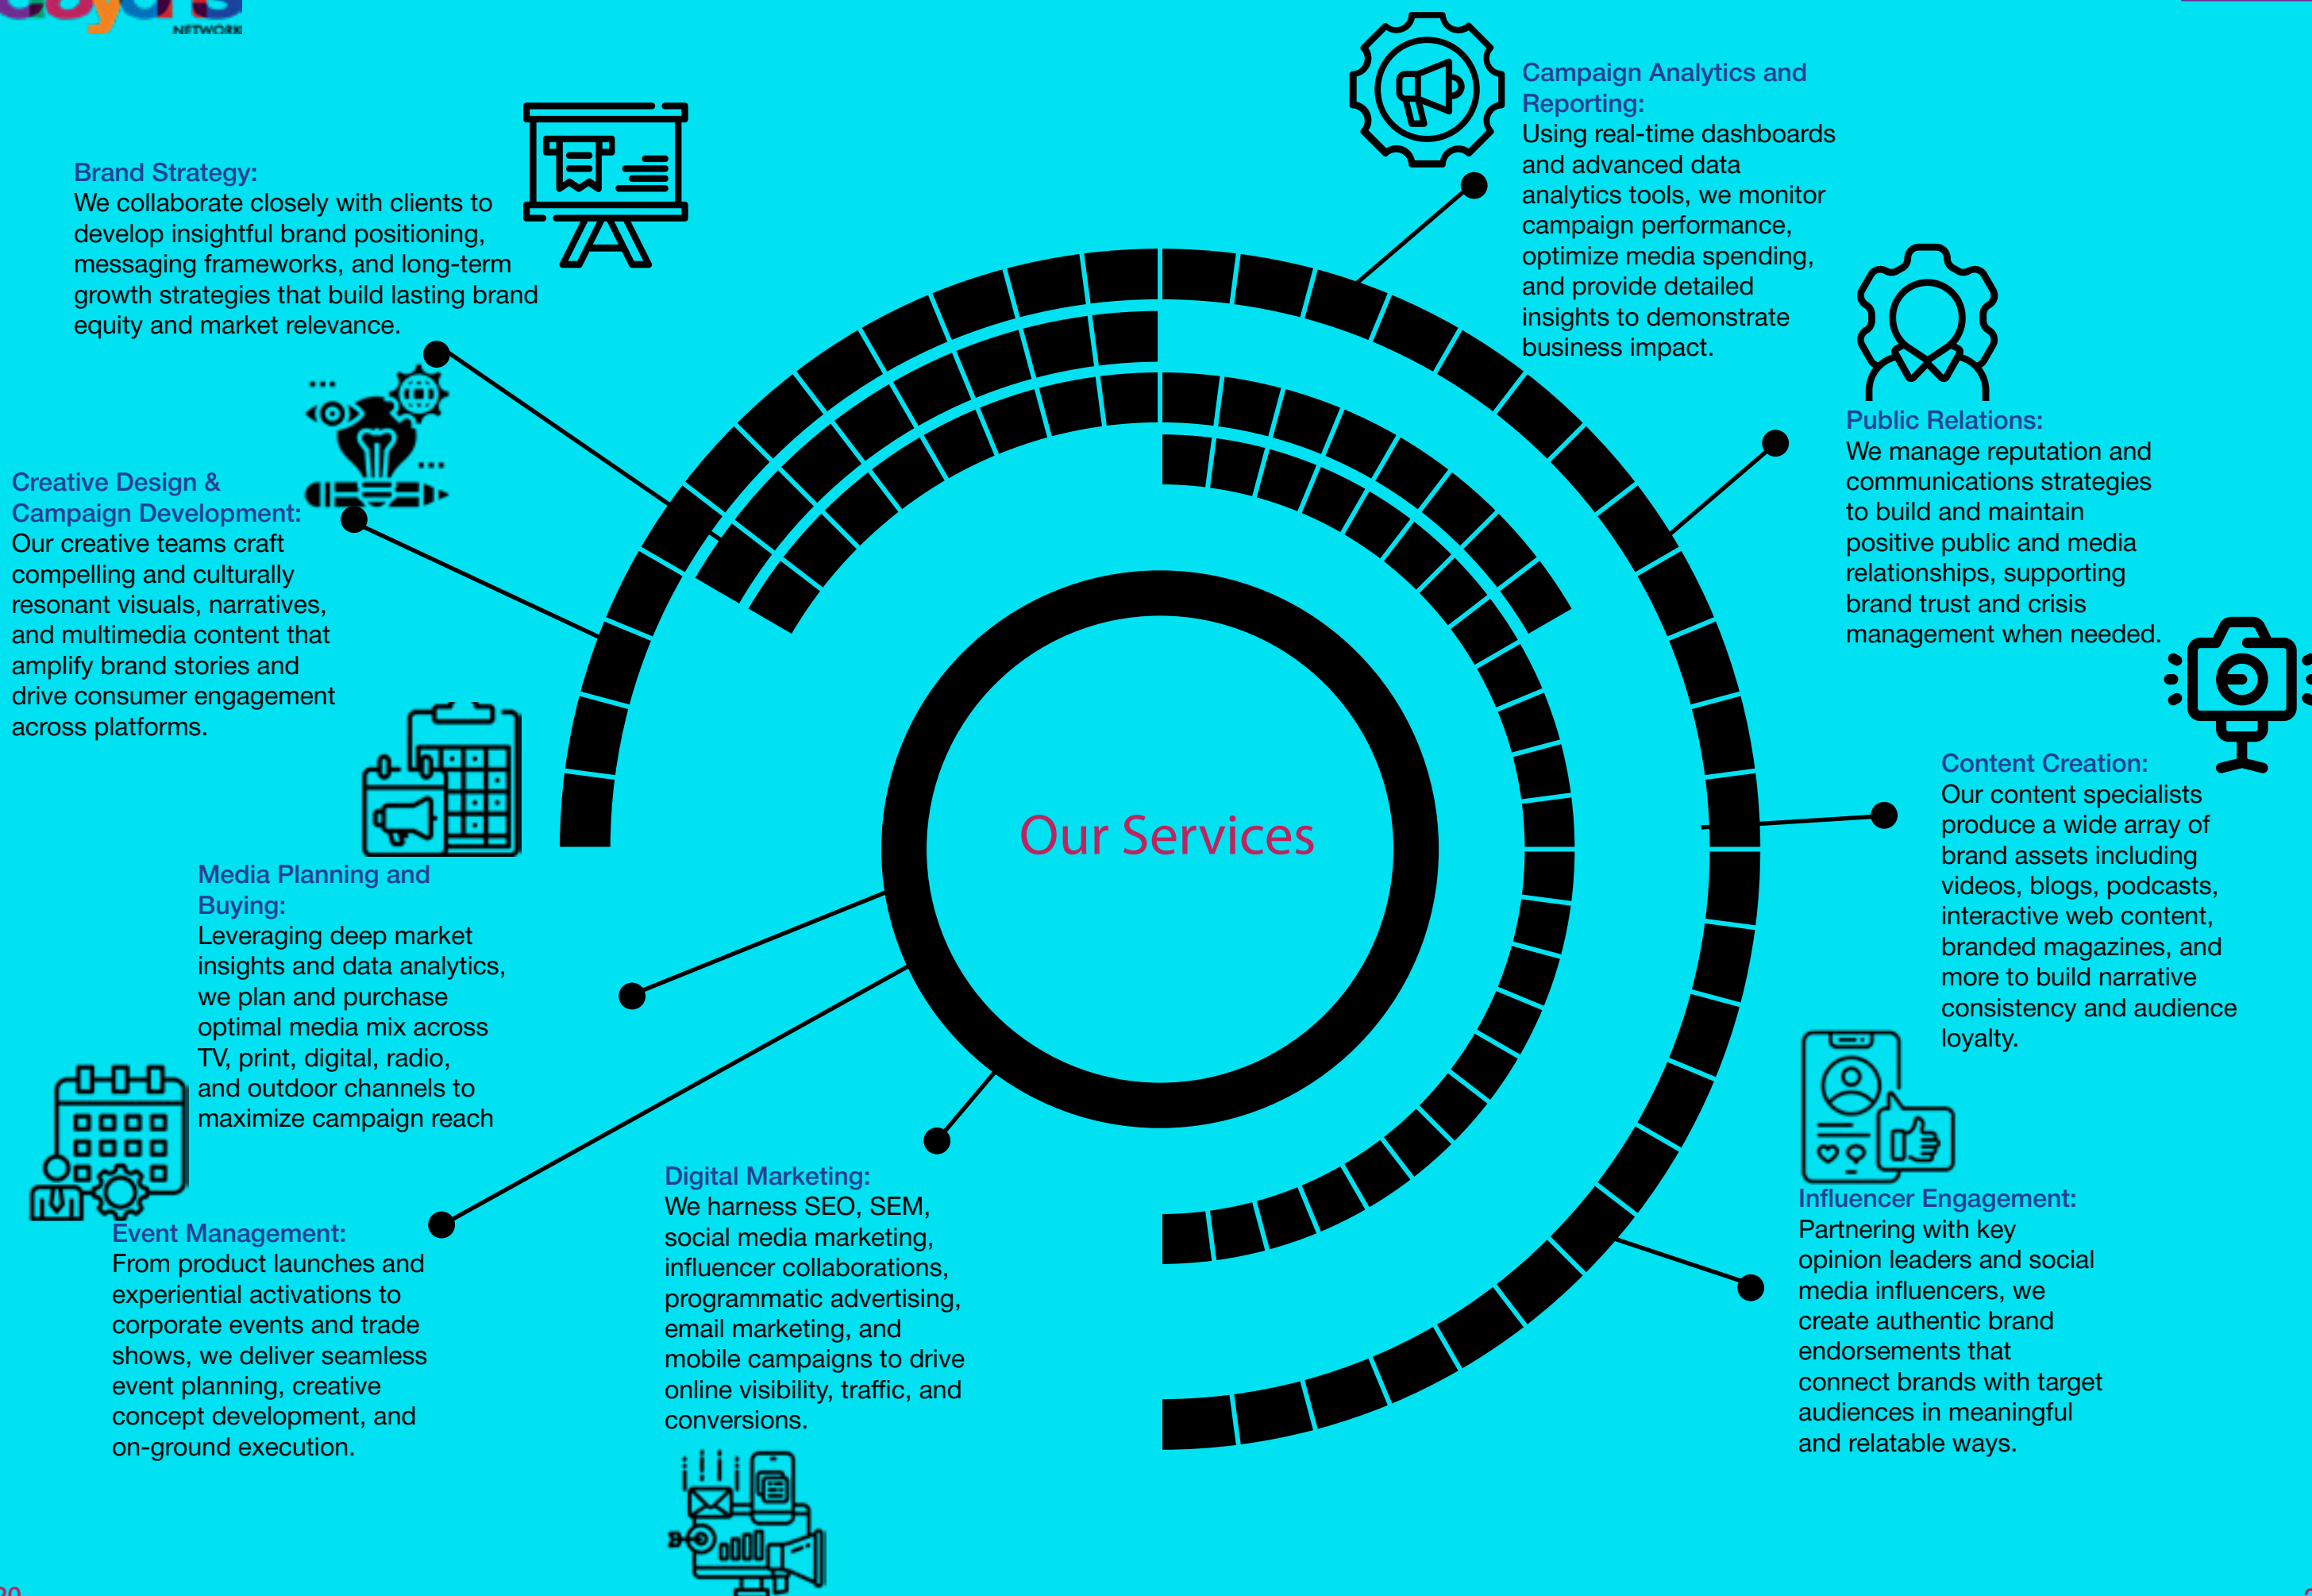 NETWORK
Brand Strategy:
We collaborate closely with clients to
develop insightful brand positioning,
messaging frameworks, and long-term
growth strategies that build lasting brand
equity and market relevance.
Creative Design &
Campaign Development:
Our creative teams craft
compelling and culturally
resonant visuals, narratives,
and multimedia content that
amplify brand stories and
drive consumer engagement
across platforms.
Media Planning and
Buying:
Leveraging deep market
insights and data analytics,
we plan and purchase
optimal media mix across
TV, print, digital, radio,
and outdoor channels to
maximize campaign reach
Event Management:
From product launches and
experiential activations to
corporate events and trade
shows, we deliver seamless
event planning, creative
concept development, and
on-ground execution.
Digital Marketing:
We harness SEO, SEM,
social media marketing,
influencer collaborations,
programmatic advertising,
email marketing, and
mobile campaigns to drive
online visibility, traffic, and
conversions.
Our Services
Campaign Analytics and
Reporting:
Using real-time dashboards
and advanced data
analytics tools, we monitor
campaign performance,
optimize media spending,
and provide detailed
insights to demonstrate
business impact.
Public Relations:
We manage reputation and
communications strategies
to build and maintain
positive public and media
relationships, supporting
brand trust and crisis
management when needed.
Content Creation:
Our content specialists
produce a wide array of
brand assets including
videos, blogs, podcasts,
interactive web content,
branded magazines, and
more to build narrative
consistency and audience
loyalty.
Influencer Engagement:
Partnering with key
opinion leaders and social
media influencers, we
create authentic brand
endorsements that
connect brands with target
audiences in meaningful
and relatable ways.